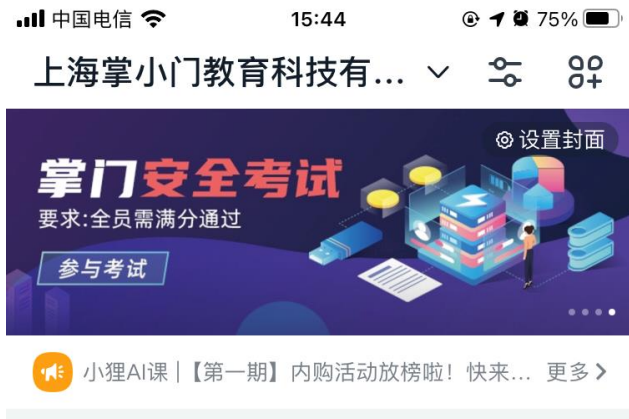 中国电信 15:44 75%
上海掌小门教育科技有...
设置封面
掌门安全考试
要求:全员需满分通过
参与考试
小狸AI课 |【第一期】内购活动放榜啦！快来... 更多